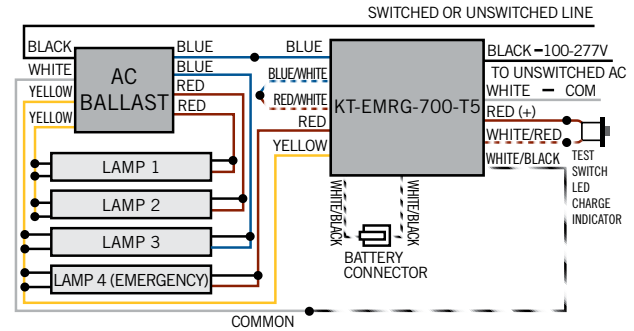 SWITCHED OR UNSWITCHED LINE
BLACK
BLUE
BLUE
BLACK – 100-277V
WHITE
BLUE
TO UNSWITCHED AC
AC
BALLAST
BLUE/WHITE
YELLOW
RED
WHITE – COM
RED/WHITE
KT-EMRG-700-T5
RED
RED (+)
YELLOW
RED
WHITE/RED
YELLOW
WHITE/BLACK
TEST
SWITCH
LED
CHARGE
INDICATOR
LAMP 1
LAMP 2
LAMP 3
LAMP 4 (EMERGENCY)
WHITE/BLACK
WHITE/BLACK
BATTERY
CONNECTOR
COMMON